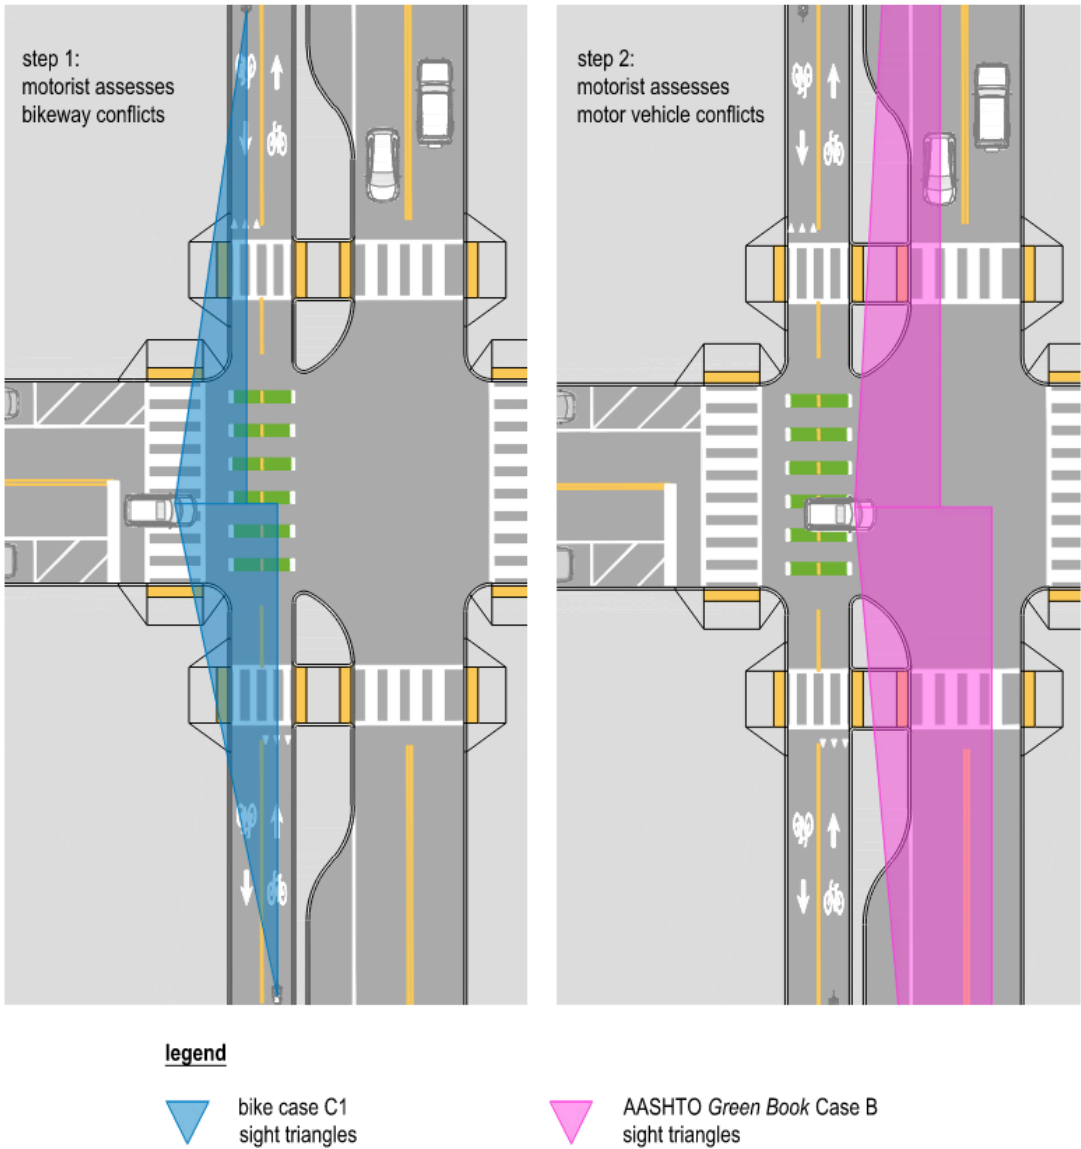 step 1:
motorist assesses
bikeway conflicts
step 2:
motorist assesses
motor vehicle conflicts
legend
bike case C1
sight triangles
AASHTO Green Book Case B
sight triangles